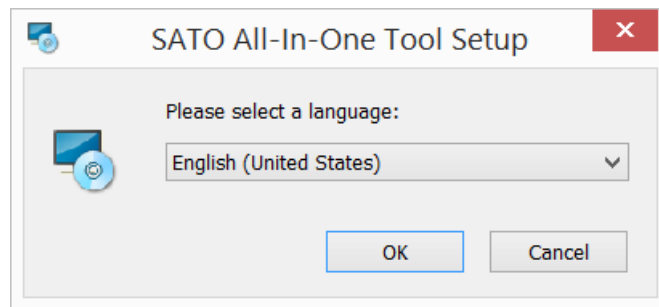 SATO All-In-One Tool Setup
Please select a language:
English (United States)
OK Cancel